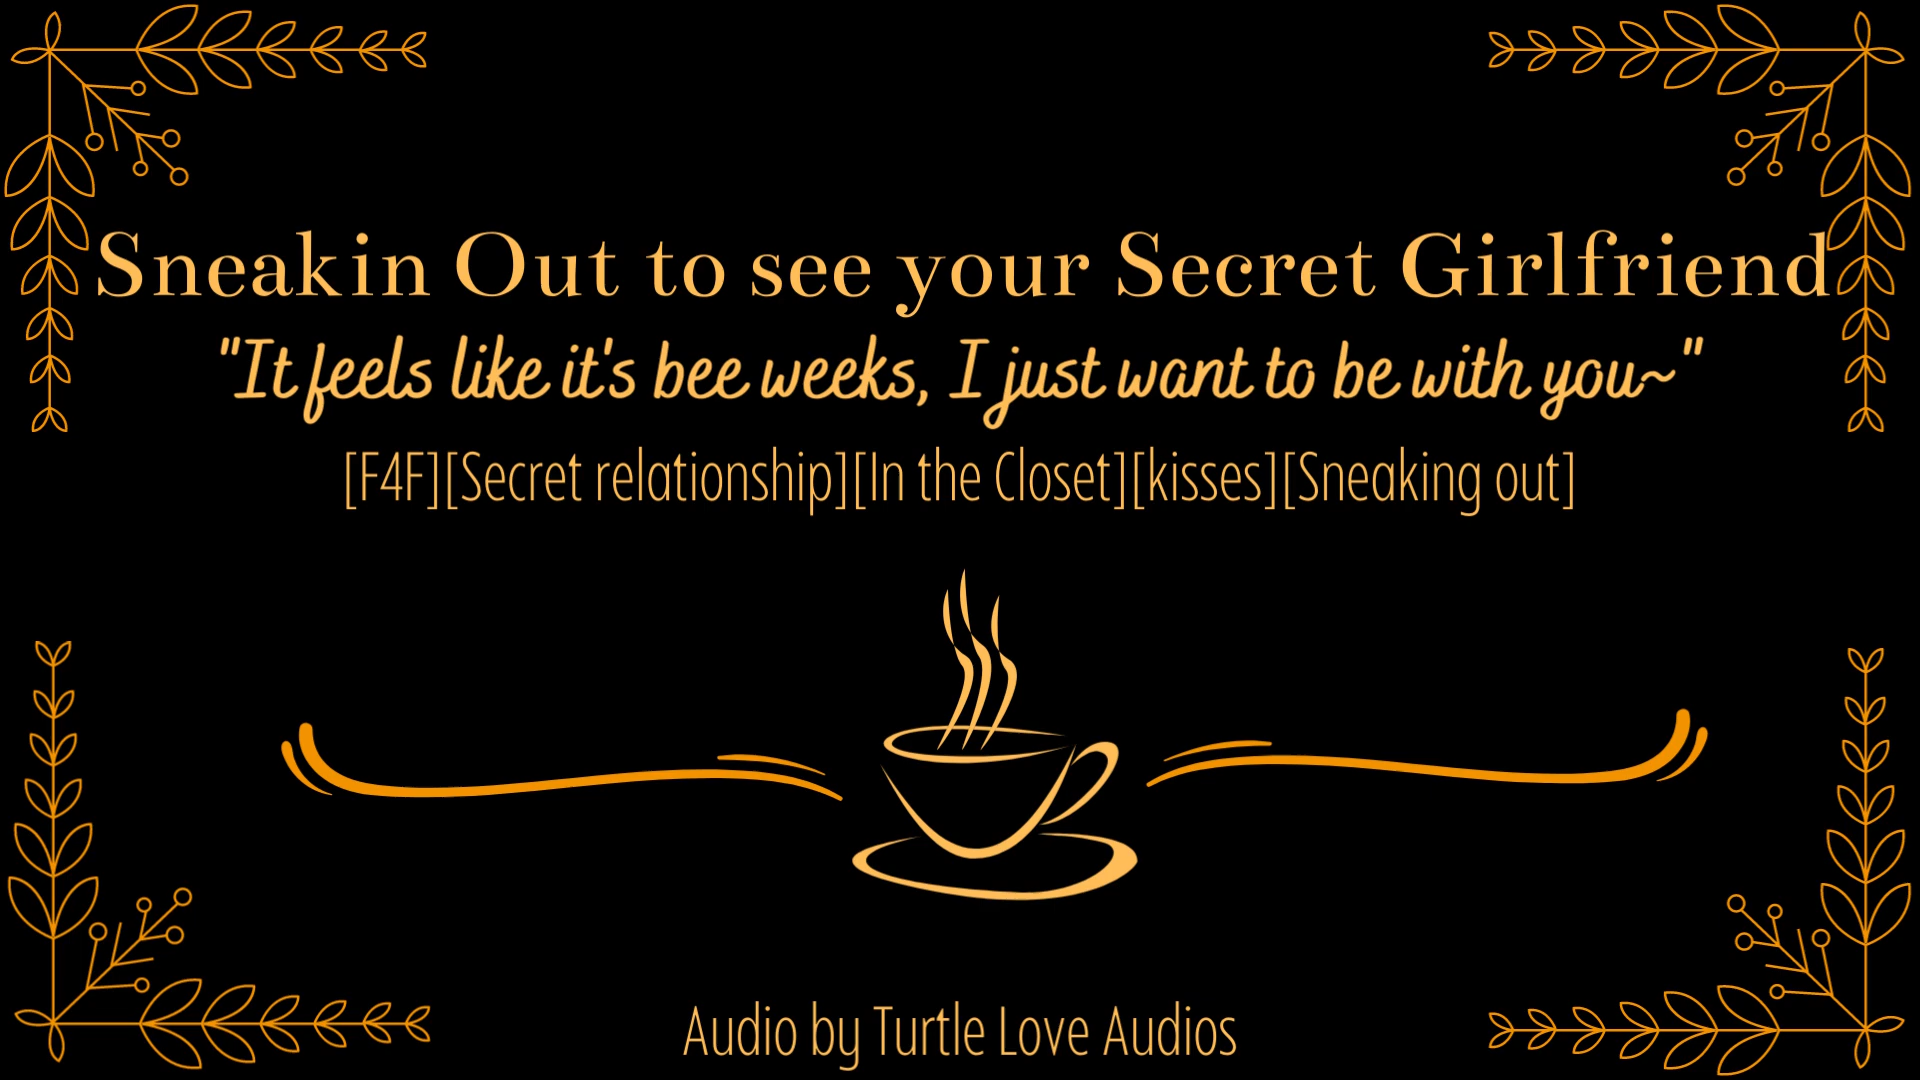 Sneakin Out to see your Secret Girlfriend
"It feels like it's bee weeks, I just want to be with you~"
[F4F][Secret relationship][In the Closet][kisses][Sneaking out]
Audio by Turtle Love Audios